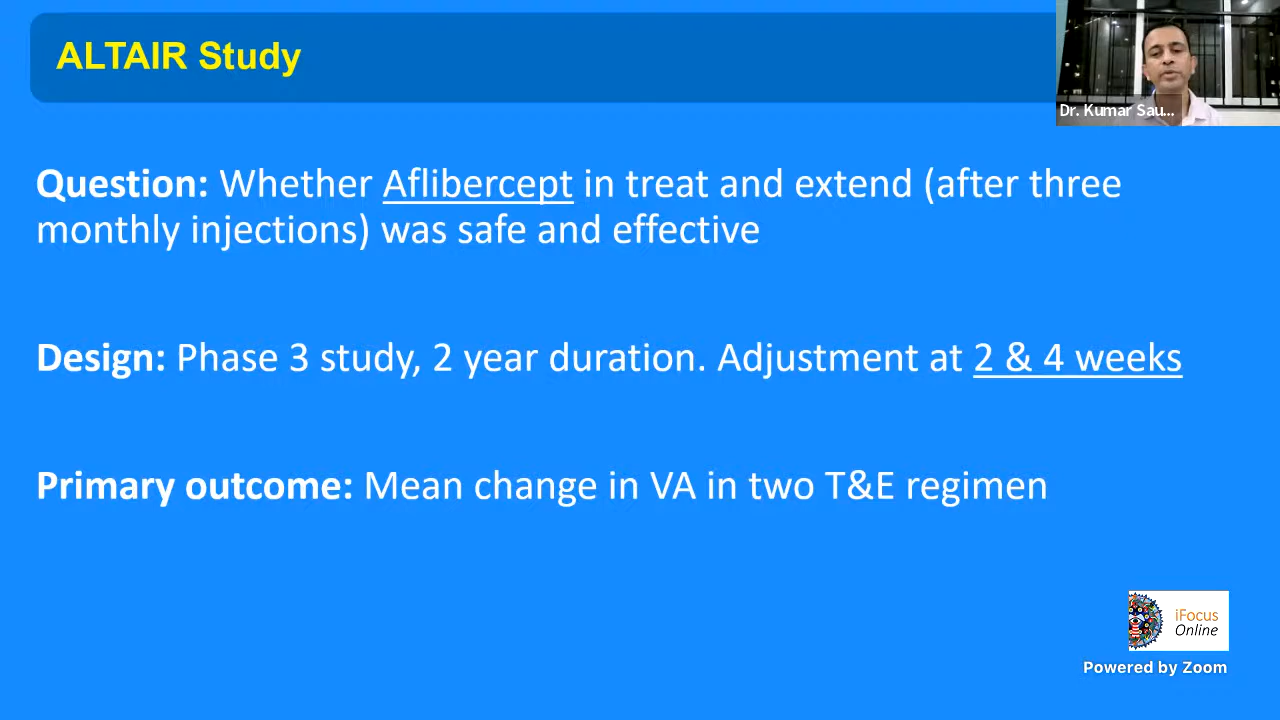 ALTAIR Study
Dr. Kumar Sau...
Question: Whether Aflibercept in treat and extend (after three
monthly injections) was safe and effective
Design: Phase 3 study, 2 year duration. Adjustment at 2 & 4 weeks
Primary outcome: Mean change in VA in two T&E regimen
iFocus
Online
Powered by Zoom